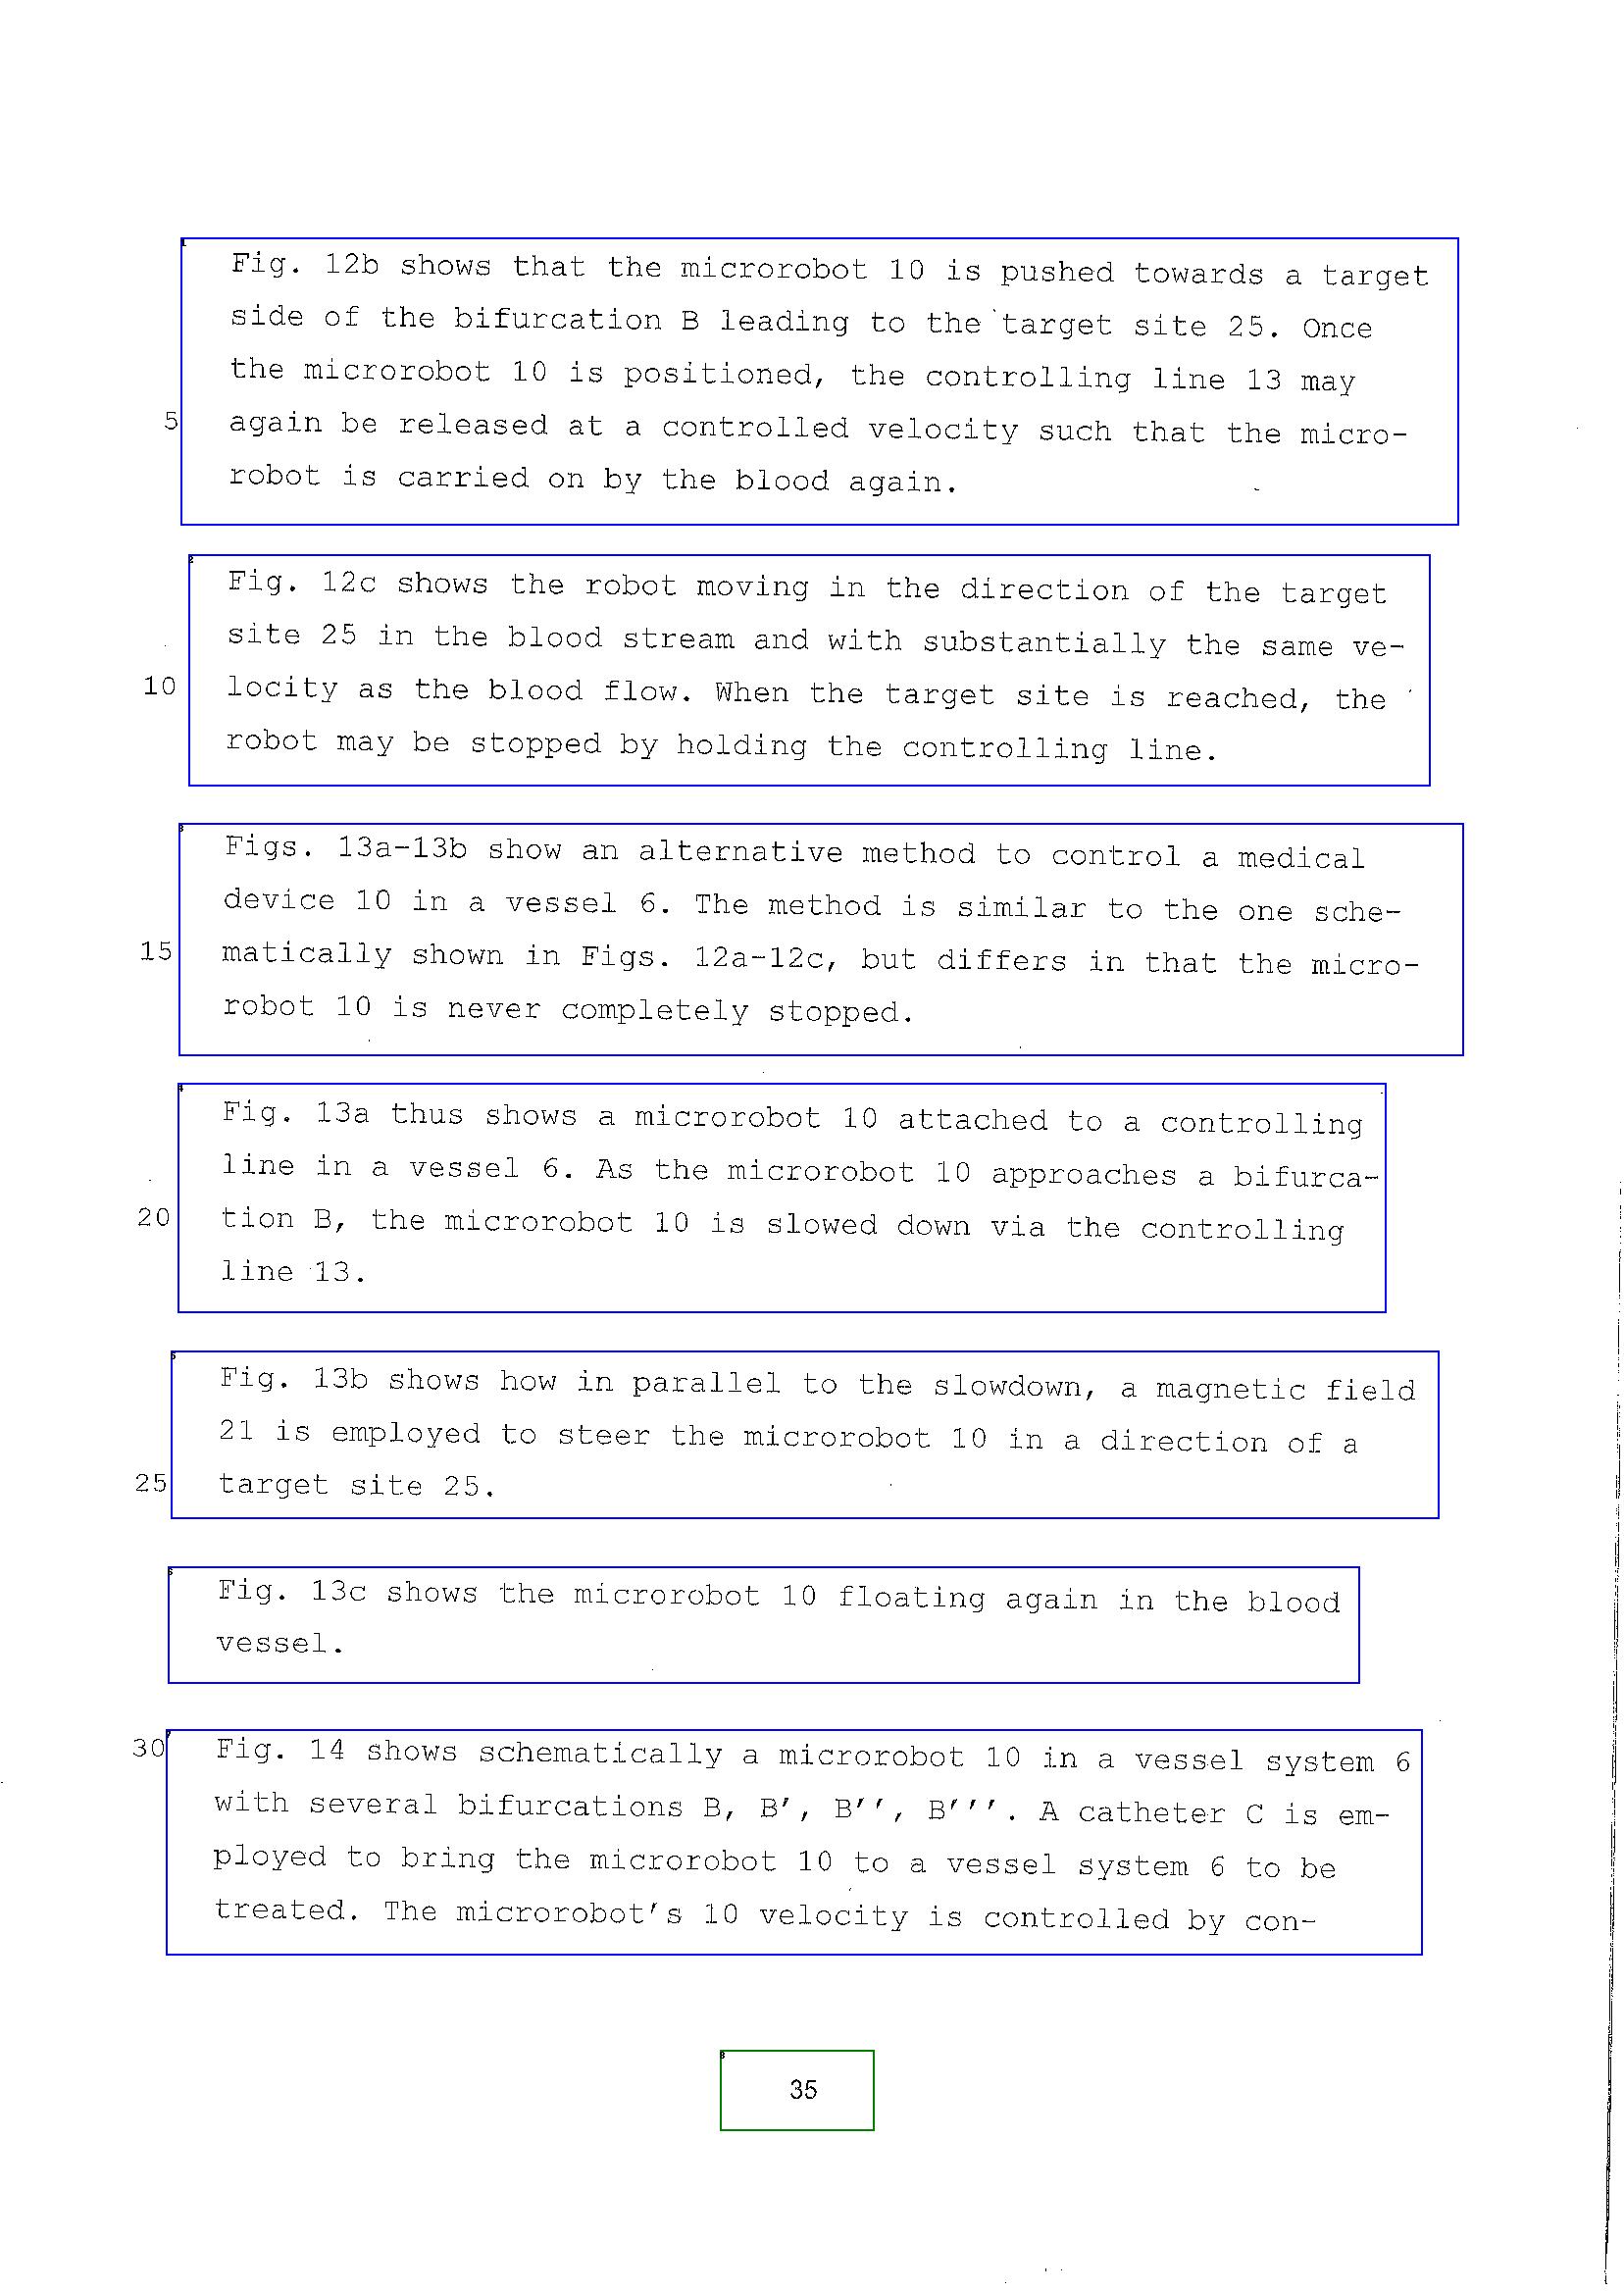 Fig. 12b shows that the microrobot 10 is pushed towards a target
side of the bifurcation B leading to the target site 25. Once
the microrobot 10 is positioned, the controlling line 13 may
5 again be released at a controlled velocity such that the micro-
robot is carried on by the blood again.
Fig. 12c shows the robot moving in the direction of the target
site 25 in the blood stream and with substantially the same ve-
10 locity as the blood flow. When the target site is reached, the
robot may be stopped by holding the controlling line.
Figs. 13a-13b show an alternative method to control a medical
device 10 in a vessel 6. The method is similar to the one sche-
15 matically shown in Figs. 12a-12c, but differs in that the micro-
robot 10 is never completely stopped.
Fig. 13a thus shows a microrobot 10 attached to a controlling
line in a vessel 6. As the microrobot 10 approaches a bifurca-
20 tion B, the microrobot 10 is slowed down via the controlling
line 13.
Fig. 13b shows how in parallel to the slowdown, a magnetic field
21 is employed to steer the microrobot 10 in a direction of a
25 target site 25.
Fig. 13c shows the microrobot 10 floating again in the blood
vessel.
30 Fig. 14 shows schematically a microrobot 10 in a vessel system 6
with several bifurcations B, B', B'', B'''. A catheter C is em-
ployed to bring the microrobot 10 to a vessel system 6 to be
treated. The microrobot's 10 velocity is controlled by con-
35